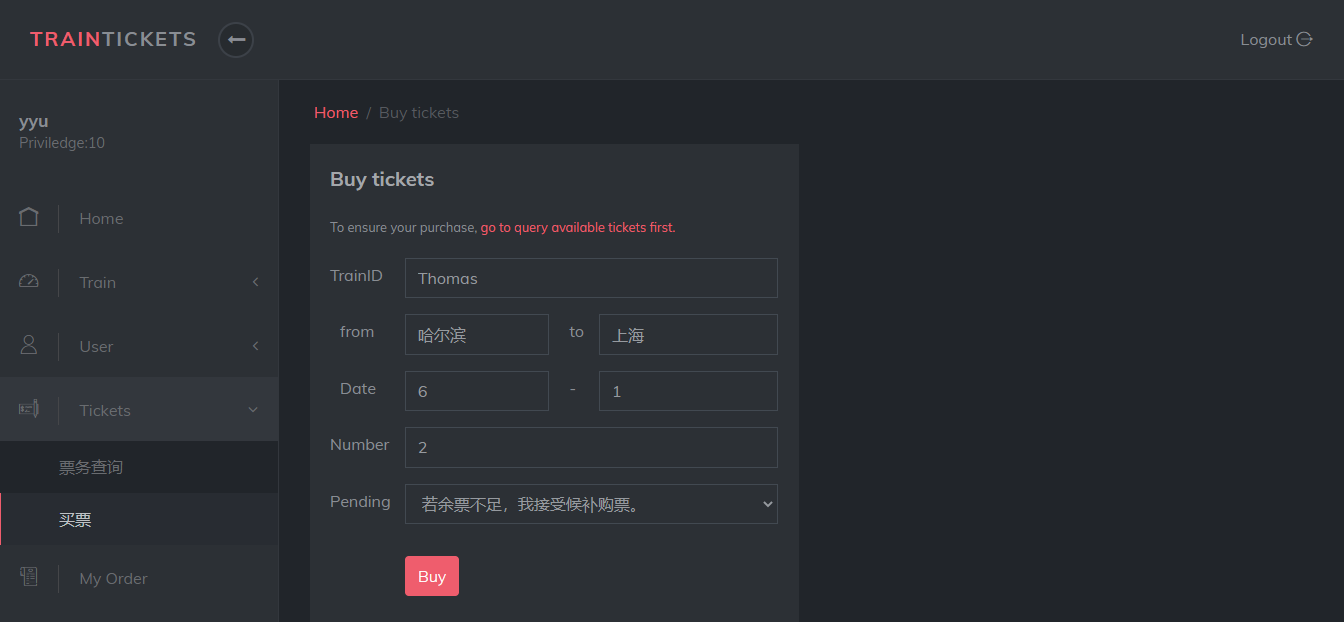 TRAINTICKETS
Logout
yyu
Priviledge:10
Home
Train
User
Tickets
票务查询
买票
My Order
Home / Buy tickets
Buy tickets
To ensure your purchase, go to query available tickets first.
TrainID Thomas
from 哈尔滨 to 上海
Date 6 - 1
Number 2
Pending 若余票不足，我接受候补购票。
Buy